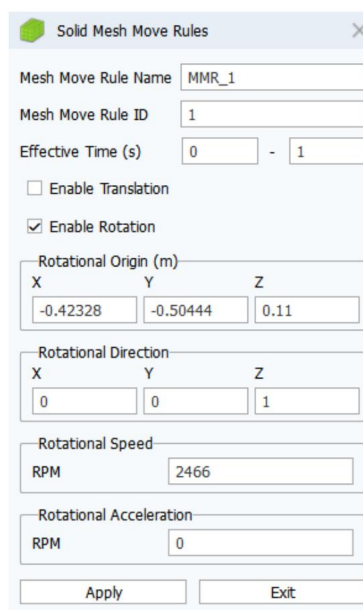 Solid Mesh Move Rules
Mesh Move Rule Name MMR_1
Mesh Move Rule ID 1
Effective Time (s) 0 - 1
Enable Translation
Enable Rotation
Rotational Origin (m)
X Y Z
-0.42328 -0.50444 0.11
Rotational Direction
X Y Z
0 0 1
Rotational Speed
RPM 2466
Rotational Acceleration
RPM 0
Apply Exit